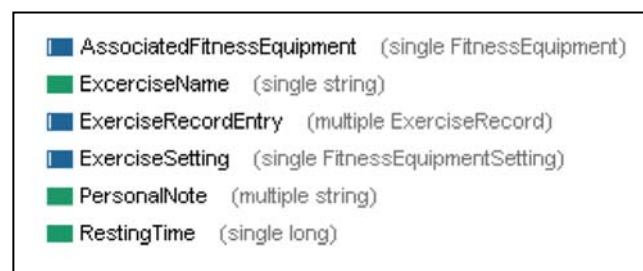 AssociatedFitnessEquipment (single FitnessEquipment)
ExcerciseName (single string)
ExerciseRecordEntry (multiple ExerciseRecord)
ExerciseSetting (single FitnessEquipmentSetting)
PersonalNote (multiple string)
RestingTime (single long)